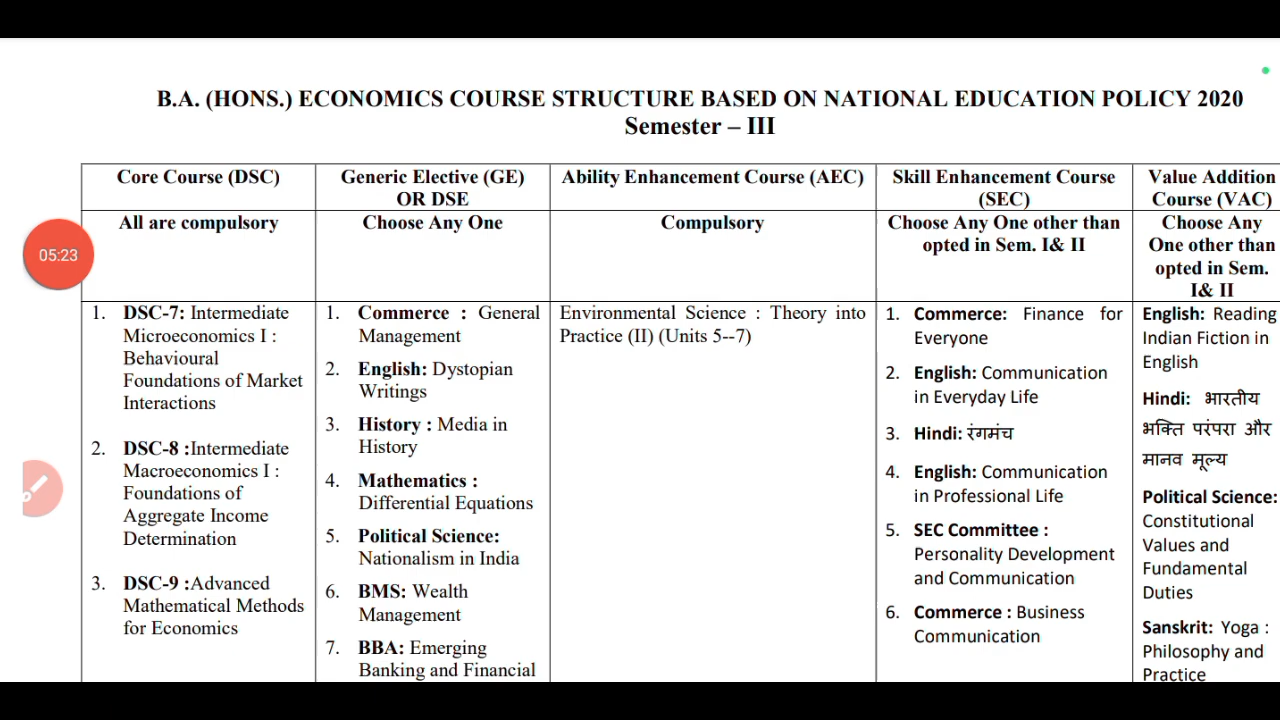 B.A. (HONS.) ECONOMICS COURSE STRUCTURE BASED ON NATIONAL EDUCATION POLICY 2020
Semester – III
Core Course (DSC)
All are compulsory
1. DSC-7: Intermediate
Microeconomics I :
Behavioural
Foundations of Market
Interactions
2. DSC-8 :Intermediate
Macroeconomics I :
Foundations of
Aggregate Income
Determination
3. DSC-9 :Advanced
Mathematical Methods
for Economics
Generic Elective (GE)
OR DSE
Choose Any One
1. Commerce : General
Management
2. English: Dystopian
Writings
3. History : Media in
History
4. Mathematics :
Differential Equations
5. Political Science:
Nationalism in India
6. BMS: Wealth
Management
7. BBA: Emerging
Banking and Financial
Ability Enhancement Course (AEC)
Compulsory
Environmental Science : Theory into
Practice (II) (Units 5--7)
Skill Enhancement Course
(SEC)
Choose Any One other than
opted in Sem. I& II
1. Commerce: Finance for
Everyone
2. English: Communication
in Everyday Life
3. Hindi: रंगमंच
4. English: Communication
in Professional Life
5. SEC Committee :
Personality Development
and Communication
6. Commerce : Business
Communication
Value Addition
Course (VAC)
Choose Any
One other than
opted in Sem.
I& II
English: Reading
Indian Fiction in
English
Hindi: भारतीय
भक्ति परंपरा और
मानव मूल्य
Political Science:
Constitutional
Values and
Fundamental
Duties
Sanskrit: Yoga :
Philosophy and
Practice
05:23